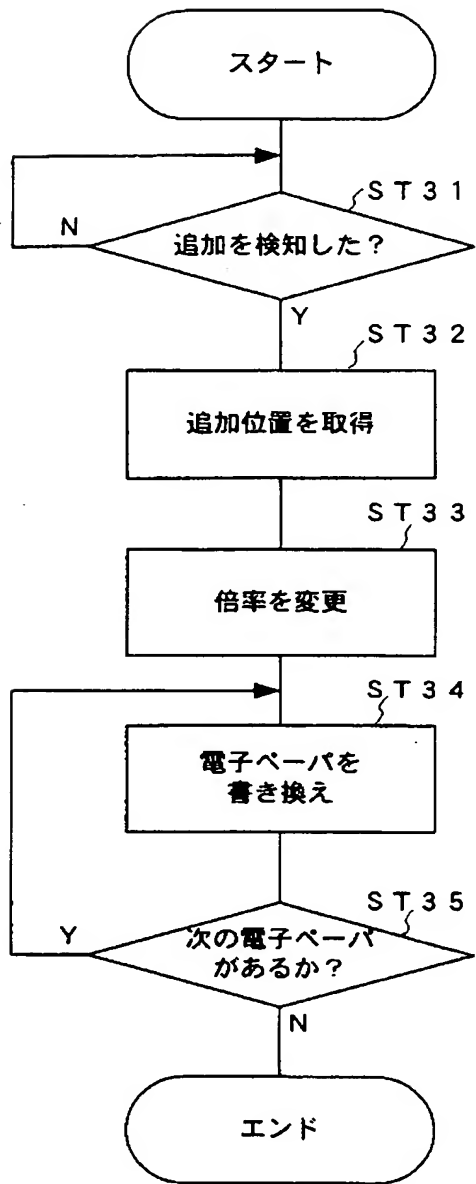 スタート
ST31
N
追加を検知した？
Y
ST32
追加位置を取得
ST33
倍率を変更
ST34
電子ペーパを
書き換え
ST35
Y
次の電子ペーパ
があるか？
N
エンド